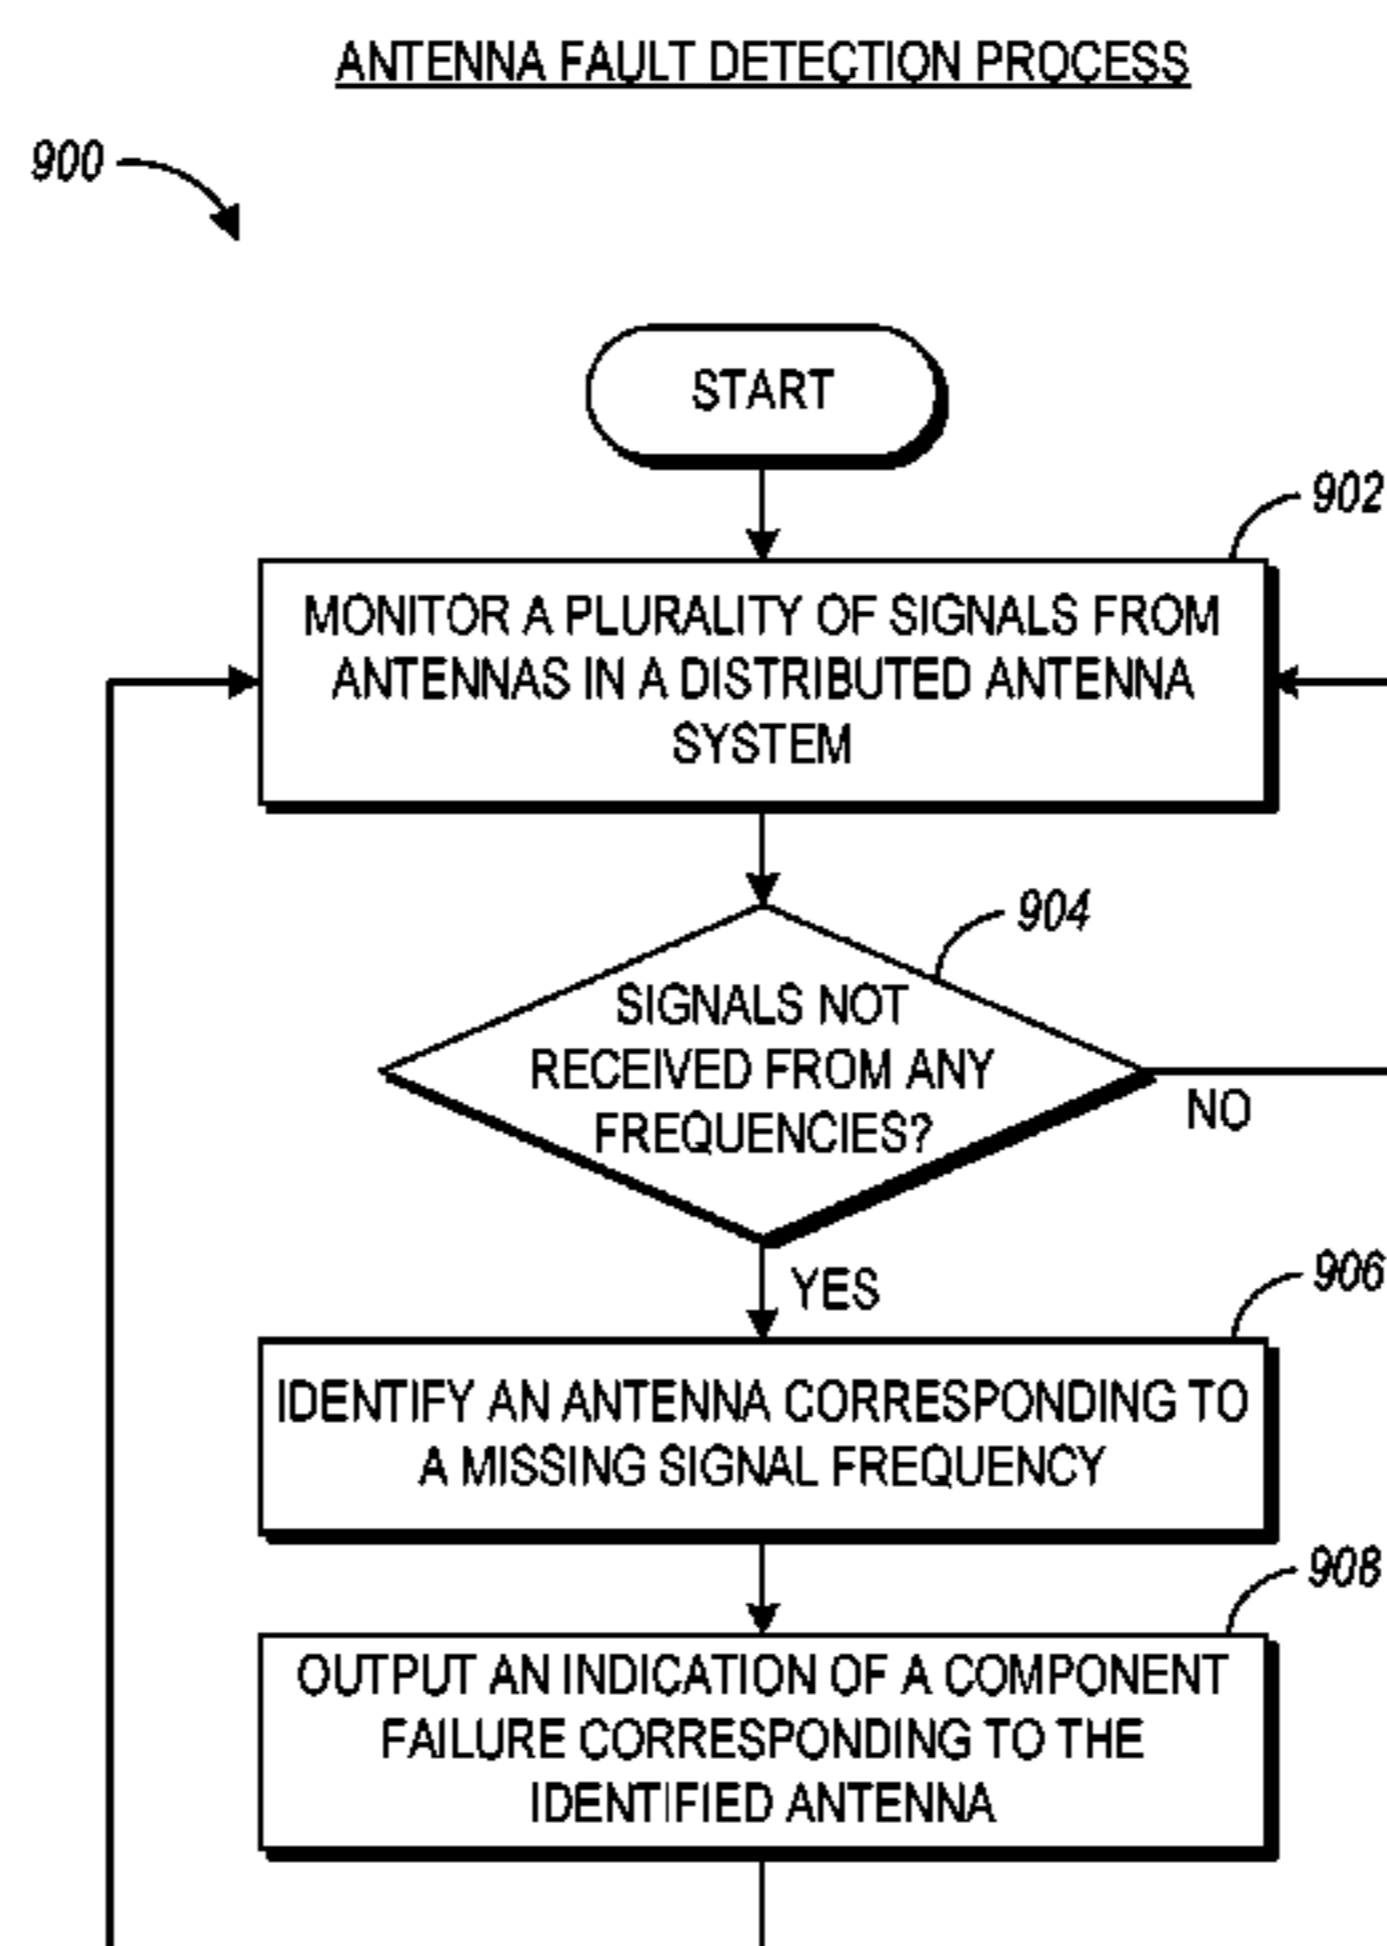 ANTENNA FAULT DETECTION PROCESS
900
START
902
MONITOR A PLURALITY OF SIGNALS FROM
ANTENNAS IN A DISTRIBUTED ANTENNA
SYSTEM
904
SIGNALS NOT
RECEIVED FROM ANY
FREQUENCIES?
NO
YES
906
IDENTIFY AN ANTENNA CORRESPONDING TO
A MISSING SIGNAL FREQUENCY
908
OUTPUT AN INDICATION OF A COMPONENT
FAILURE CORRESPONDING TO THE
IDENTIFIED ANTENNA